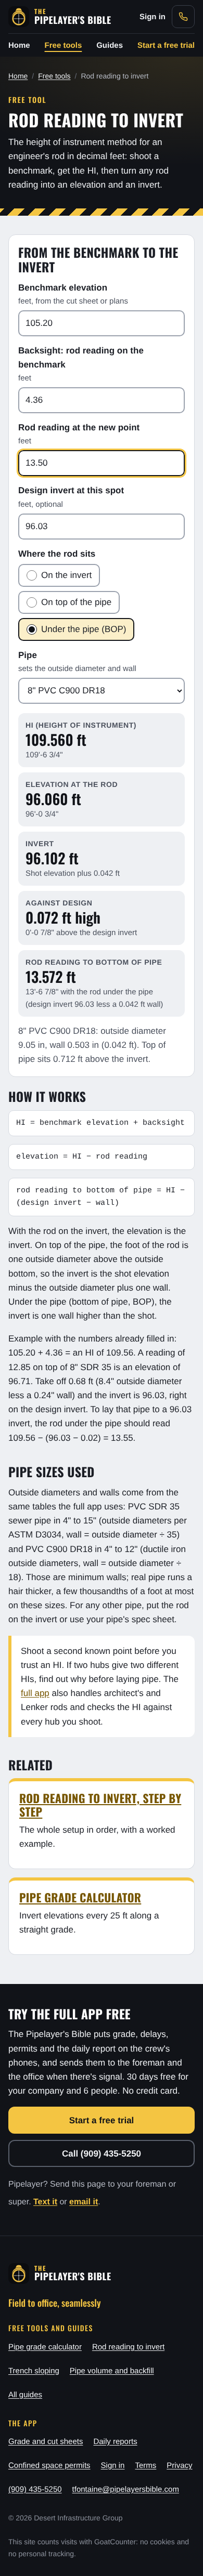 THE
PIPELAYER'S BIBLE
Sign in
Home
Free tools
Guides
Start a free trial
Home / Free tools / Rod reading to invert
FREE TOOL
ROD READING TO INVERT
The height of instrument method for an
engineer's rod in decimal feet: shoot a
benchmark, get the HI, then turn any rod
reading into an elevation and an invert.
FROM THE BENCHMARK TO THE
INVERT
Benchmark elevation
feet, from the cut sheet or plans
105.20
Backsight: rod reading on the
benchmark
feet
4.36
Rod reading at the new point
feet
13.50
Design invert at this spot
feet, optional
96.03
Where the rod sits
On the invert
On top of the pipe
Under the pipe (BOP)
Pipe
sets the outside diameter and wall
8" PVC C900 DR18
HI (HEIGHT OF INSTRUMENT)
109.560 ft
109'-6 3/4"
ELEVATION AT THE ROD
96.060 ft
96'-0 3/4"
INVERT
96.102 ft
Shot elevation plus 0.042 ft
AGAINST DESIGN
0.072 ft high
0'-0 7/8" above the design invert
ROD READING TO BOTTOM OF PIPE
13.572 ft
13'-6 7/8" with the rod under the pipe
(design invert 96.03 less a 0.042 ft wall)
8" PVC C900 DR18: outside diameter
9.05 in, wall 0.503 in (0.042 ft). Top of
pipe sits 0.712 ft above the invert.
HOW IT WORKS
HI = benchmark elevation + backsight
elevation = HI − rod reading
rod reading to bottom of pipe = HI −
(design invert − wall)
With the rod on the invert, the elevation is the
invert. On top of the pipe, the foot of the rod is
one outside diameter above the outside
bottom, so the invert is the shot elevation
minus the outside diameter plus one wall.
Under the pipe (bottom of pipe, BOP), the
invert is one wall higher than the shot.
Example with the numbers already filled in:
105.20 + 4.36 = an HI of 109.56. A reading of
12.85 on top of 8" SDR 35 is an elevation of
96.71. Take off 0.68 ft (8.4" outside diameter
less a 0.24" wall) and the invert is 96.03, right
on the design. To lay that pipe to a 96.03
invert, the rod under the pipe should read
109.56 − (96.03 − 0.02) = 13.55.
PIPE SIZES USED
Outside diameters and walls come from the
same tables the full app uses: PVC SDR 35
sewer pipe in 4" to 15" (outside diameters per
ASTM D3034, wall = outside diameter ÷ 35)
and PVC C900 DR18 in 4" to 12" (ductile iron
outside diameters, wall = outside diameter ÷
18). Those are minimum walls; real pipe runs a
hair thicker, a few thousandths of a foot at most
on these sizes. For any other pipe, put the rod
on the invert or use your pipe's spec sheet.
Shoot a second known point before you
trust an HI. If two hubs give two different
HIs, find out why before laying pipe. The
full app also handles architect's and
Lenker rods and checks the HI against
every hub you shoot.
RELATED
ROD READING TO INVERT, STEP BY
STEP
The whole setup in order, with a worked
example.
PIPE GRADE CALCULATOR
Invert elevations every 25 ft along a
straight grade.
TRY THE FULL APP FREE
The Pipelayer's Bible puts grade, delays,
permits and the daily report on the crew's
phones, and sends them to the foreman and
the office when there's signal. 30 days free for
your company and 6 people. No credit card.
Start a free trial
Call (909) 435-5250
Pipelayer? Send this page to your foreman or
super. Text it or email it.
THE
PIPELAYER'S BIBLE
Field to office, seamlessly
FREE TOOLS AND GUIDES
Pipe grade calculator
Rod reading to invert
Trench sloping
Pipe volume and backfill
All guides
THE APP
Grade and cut sheets
Daily reports
Confined space permits
Sign in
Terms
Privacy
(909) 435-5250
tfontaine@pipelayersbible.com
© 2026 Desert Infrastructure Group
This site counts visits with GoatCounter: no cookies and
no personal tracking.